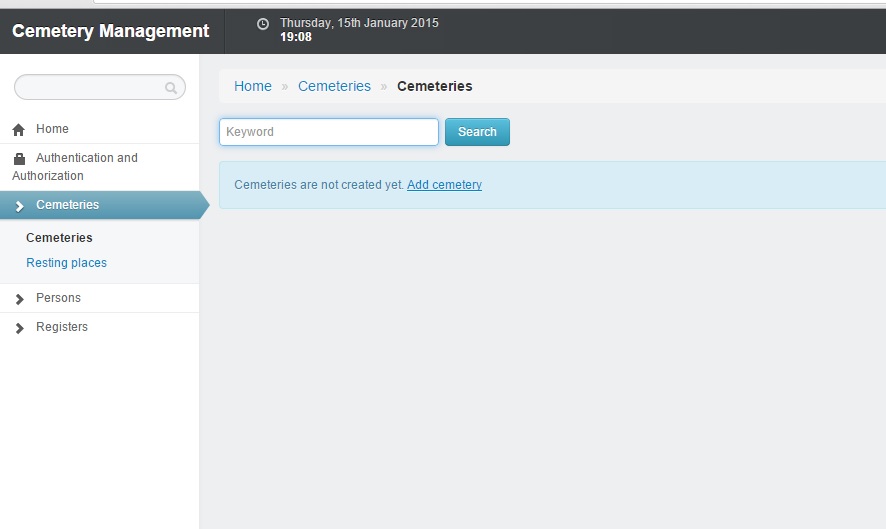 Cemetery Management
Thursday, 15th January 2015
19:08
Home
Authentication and
Authorization
Cemeteries
Cemeteries
Resting places
Persons
Registers
Home » Cemeteries » Cemeteries
Keyword Search
Cemeteries are not created yet. Add cemetery